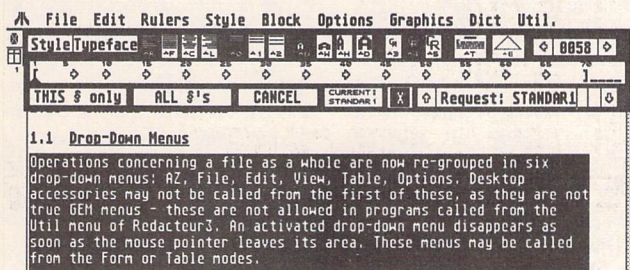 File Edit Rulers Style Block Options Graphics Dict Util.
Style Typeface 0058
THIS § only ALL §'s CANCEL CURRENT: STANDAR1 X Request: STANDAR1
1.1 Drop-Down Menus
Operations concerning a file as a whole are now re-grouped in six
drop-down menus: AZ, File, Edit, View, Table, Options. Desktop
accessories may not be called from the first of these, as they are not
true GEM menus - these are not allowed in programs called from the
Util menu of Redacteur3. An activated drop-down menu disappears as
soon as the mouse pointer leaves its area. These menus may be called
from the Form or Table modes.